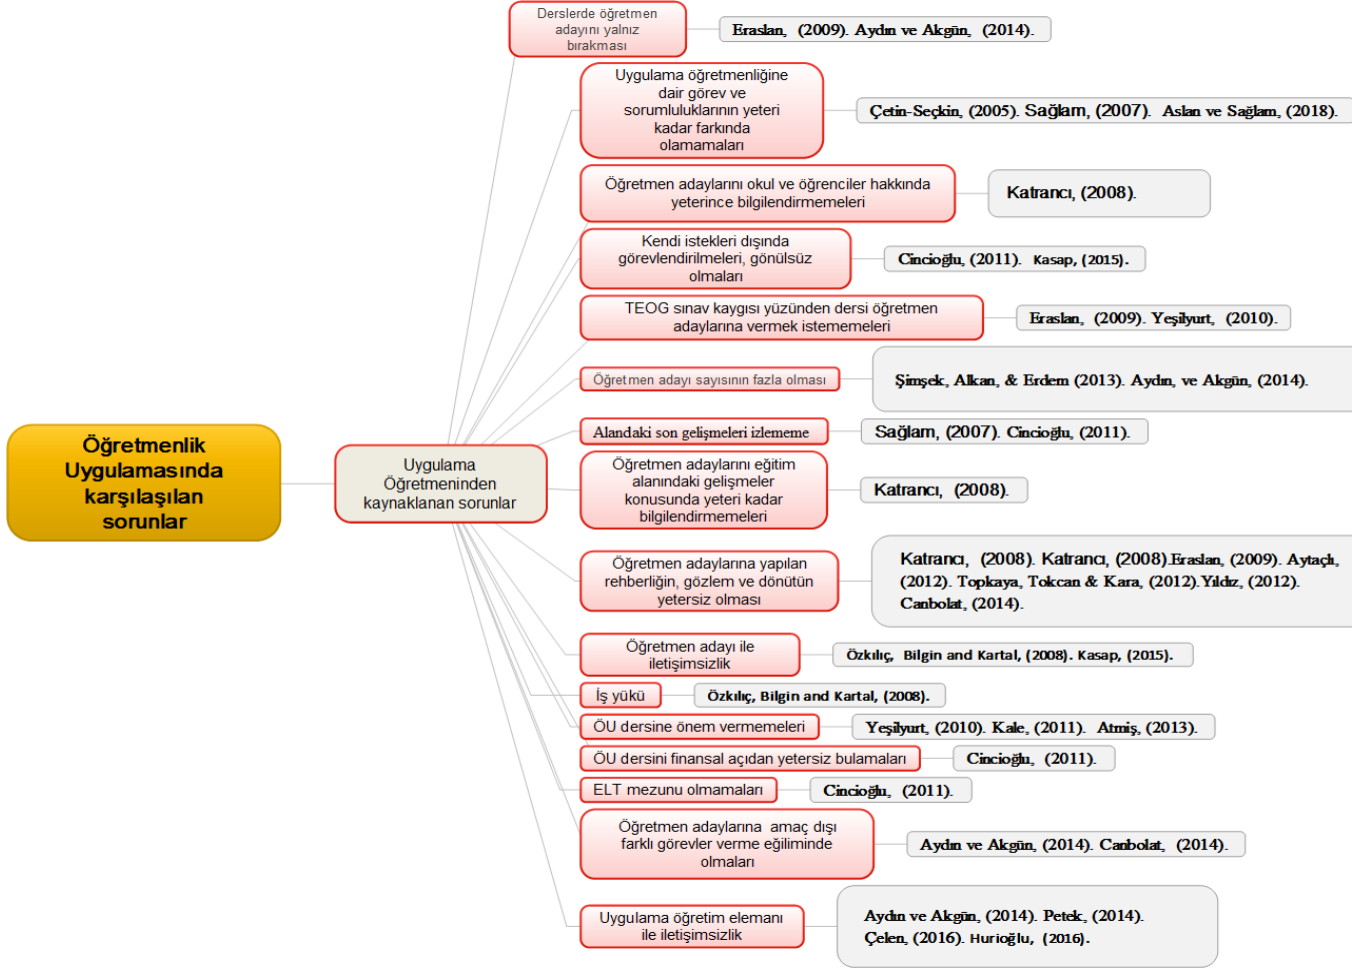 Öğretmenlik
Uygulamasında
karşılaşılan
sorunlar
Uygulama
Öğretmeninden
kaynaklanan sorunlar
Derslerde öğretmen
adayını yalnız
bırakması
Eraslan, (2009). Aydın ve Akgün, (2014).
Uygulama öğretmenliğine
dair görev ve
sorumluluklarının yeteri
kadar farkında
olamamaları
Çetin-Seçkin, (2005). Sağlam, (2007). Aslan ve Sağlam, (2018).
Öğretmen adaylarını okul ve öğrenciler hakkında
yeterince bilgilendirmemeleri
Katrancı, (2008).
Kendi istekleri dışında
görevlendirilmeleri, gönülsüz
olmaları
Cincioğlu, (2011). Kasap, (2015).
TEOG sınav kaygısı yüzünden dersi öğretmen
adaylarına vermek istememeleri
Eraslan, (2009). Yeşilyurt, (2010).
Öğretmen adayı sayısının fazla olması
Şimşek, Alkan, & Erdem (2013). Aydın, ve Akgün, (2014).
Alandaki son gelişmeleri izlememe
Sağlam, (2007). Cincioğlu, (2011).
Öğretmen adaylarını eğitim
alanındaki gelişmeler
konusunda yeteri kadar
bilgilendirmemeleri
Katrancı, (2008).
Öğretmen adaylarına yapılan
rehberliğin, gözlem ve dönütün
yetersiz olması
Katrancı, (2008). Katrancı, (2008).Eraslan, (2009). Aytaçlı,
(2012). Topkaya, Tokcan & Kara, (2012).Yıldız, (2012).
Canbolat, (2014).
Öğretmen adayı ile
iletişimsizlik
Özkılıç, Bilgin and Kartal, (2008). Kasap, (2015).
İş yükü
Özkılıç, Bilgin and Kartal, (2008).
ÖU dersine önem vermemeleri
Yeşilyurt, (2010). Kale, (2011). Atmiş, (2013).
ÖU dersini finansal açıdan yetersiz bulamaları
Cincioğlu, (2011).
ELT mezunu olmamaları
Cincioğlu, (2011).
Öğretmen adaylarına amaç dışı
farklı görevler verme eğiliminde
olmaları
Aydın ve Akgün, (2014). Canbolat, (2014).
Uygulama öğretim elemanı
ile iletişimsizlik
Aydın ve Akgün, (2014). Petek, (2014).
Çelen, (2016). Hurioğlu, (2016).